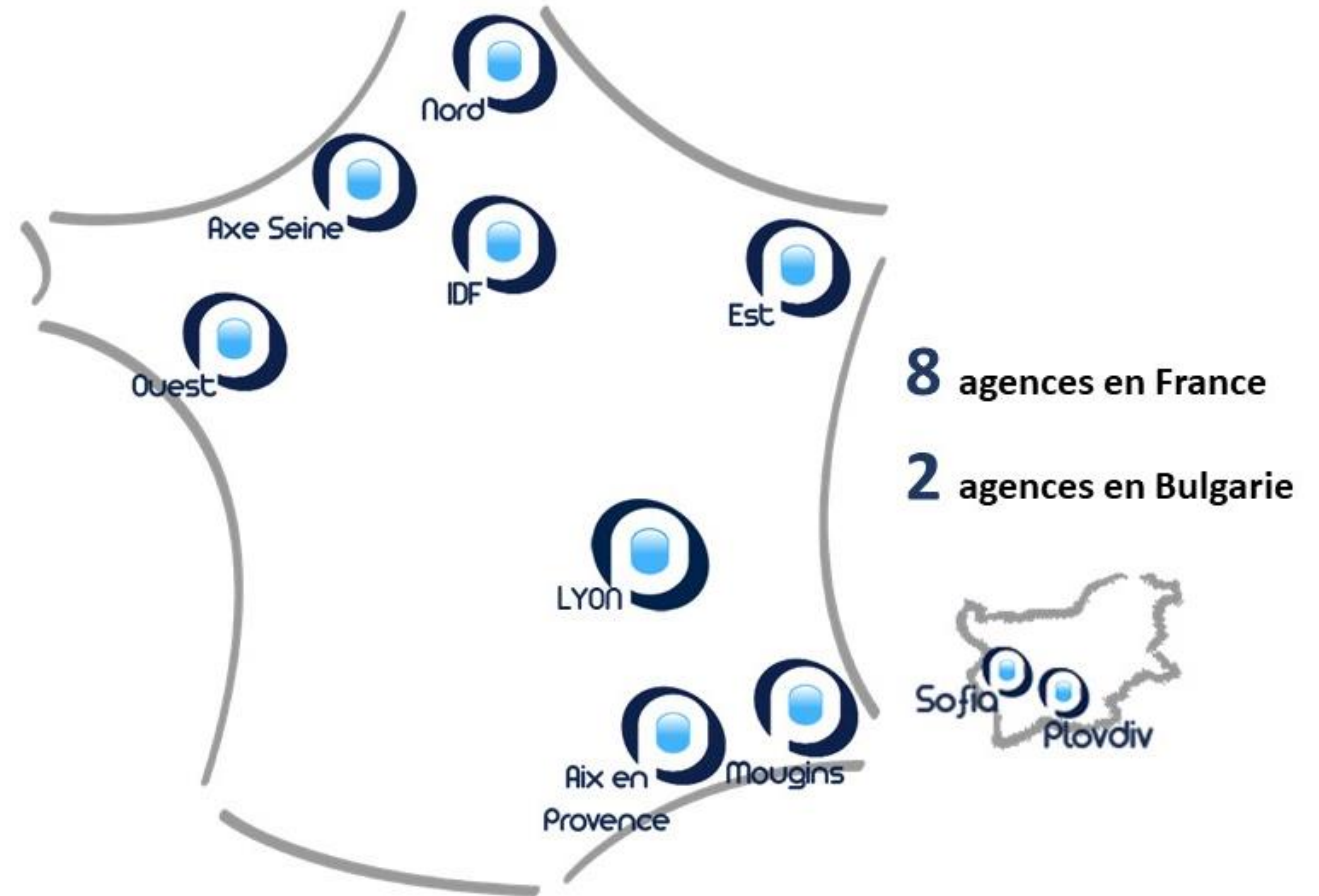 Nord
Axe Seine
IDF
Est
Ouest
8 agences en France
2 agences en Bulgarie
LYON
Sofia
Plovdiv
Aix en
Provence
Mougins